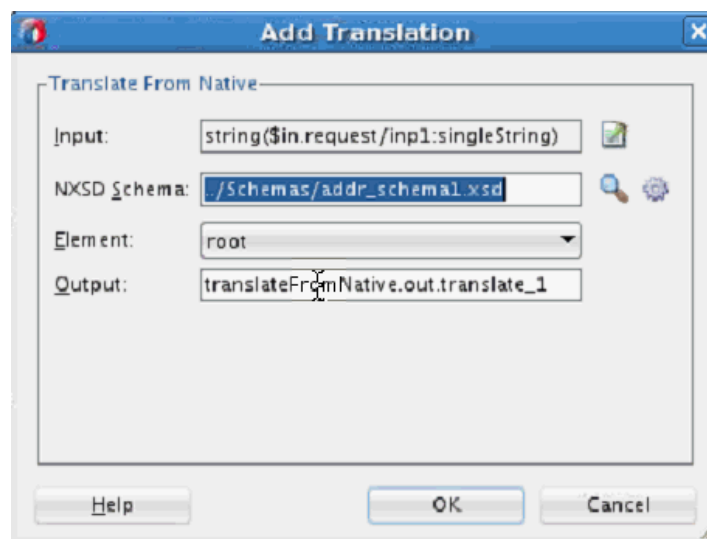 Add Translation
Translate From Native
Input: string($in.request/inp1:singleString)
NXSD Schema: ../Schemas/addr_schema1.xsd
Element: root
Output: translateFromNative.out.translate_1
Help OK Cancel